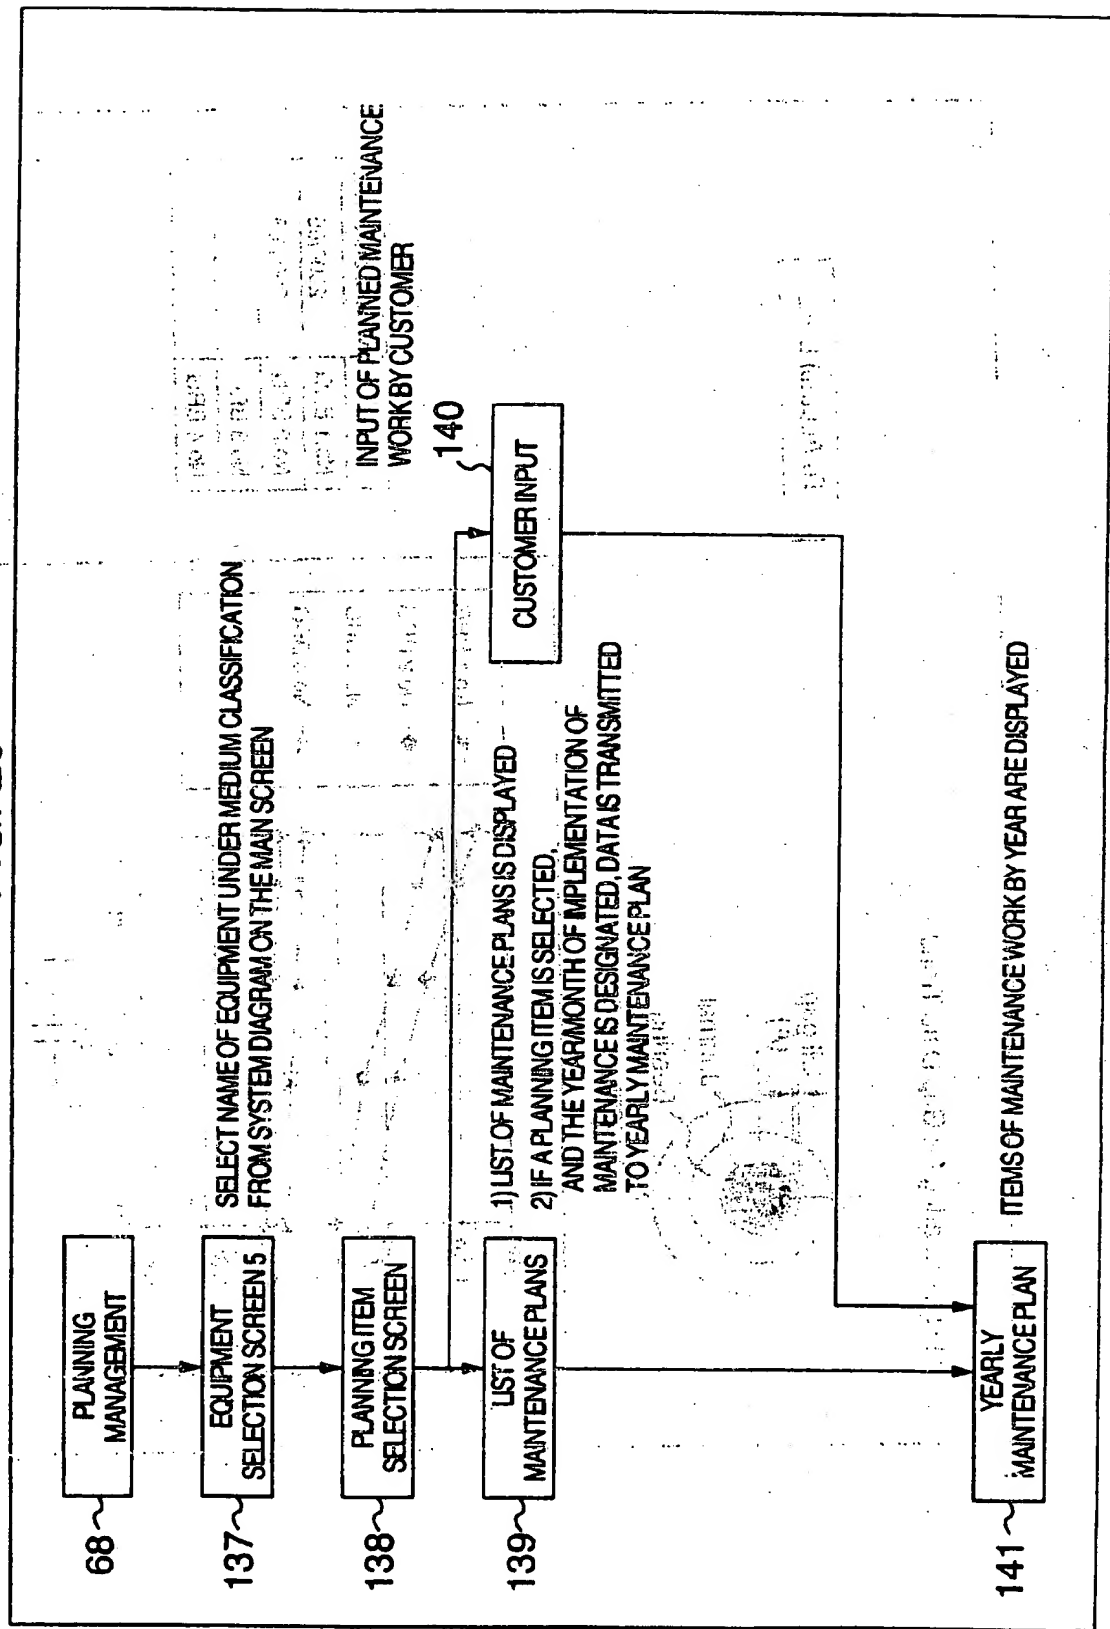 68
PLANNING
MANAGEMENT
137
EQUIPMENT
SELECTION SCREEN 5
SELECT NAME OF EQUIPMENT UNDER MEDIUM CLASSIFICATION
FROM SYSTEM DIAGRAM ON THE MAIN SCREEN
138
PLANNING ITEM
SELECTION SCREEN
INPUT OF PLANNED MAINTENANCE
WORK BY CUSTOMER
140
139
LIST OF
MAINTENANCE PLANS
1) LIST OF MAINTENANCE PLANS IS DISPLAYED
2) IF A PLANNING ITEM IS SELECTED,
AND THE YEAR/MONTH OF IMPLEMENTATION OF
MAINTENANCE IS DESIGNATED, DATA IS TRANSMITTED
TO YEARLY MAINTENANCE PLAN
CUSTOMER INPUT
141
YEARLY
MAINTENANCE PLAN
ITEMS OF MAINTENANCE WORK BY YEAR ARE DISPLAYED